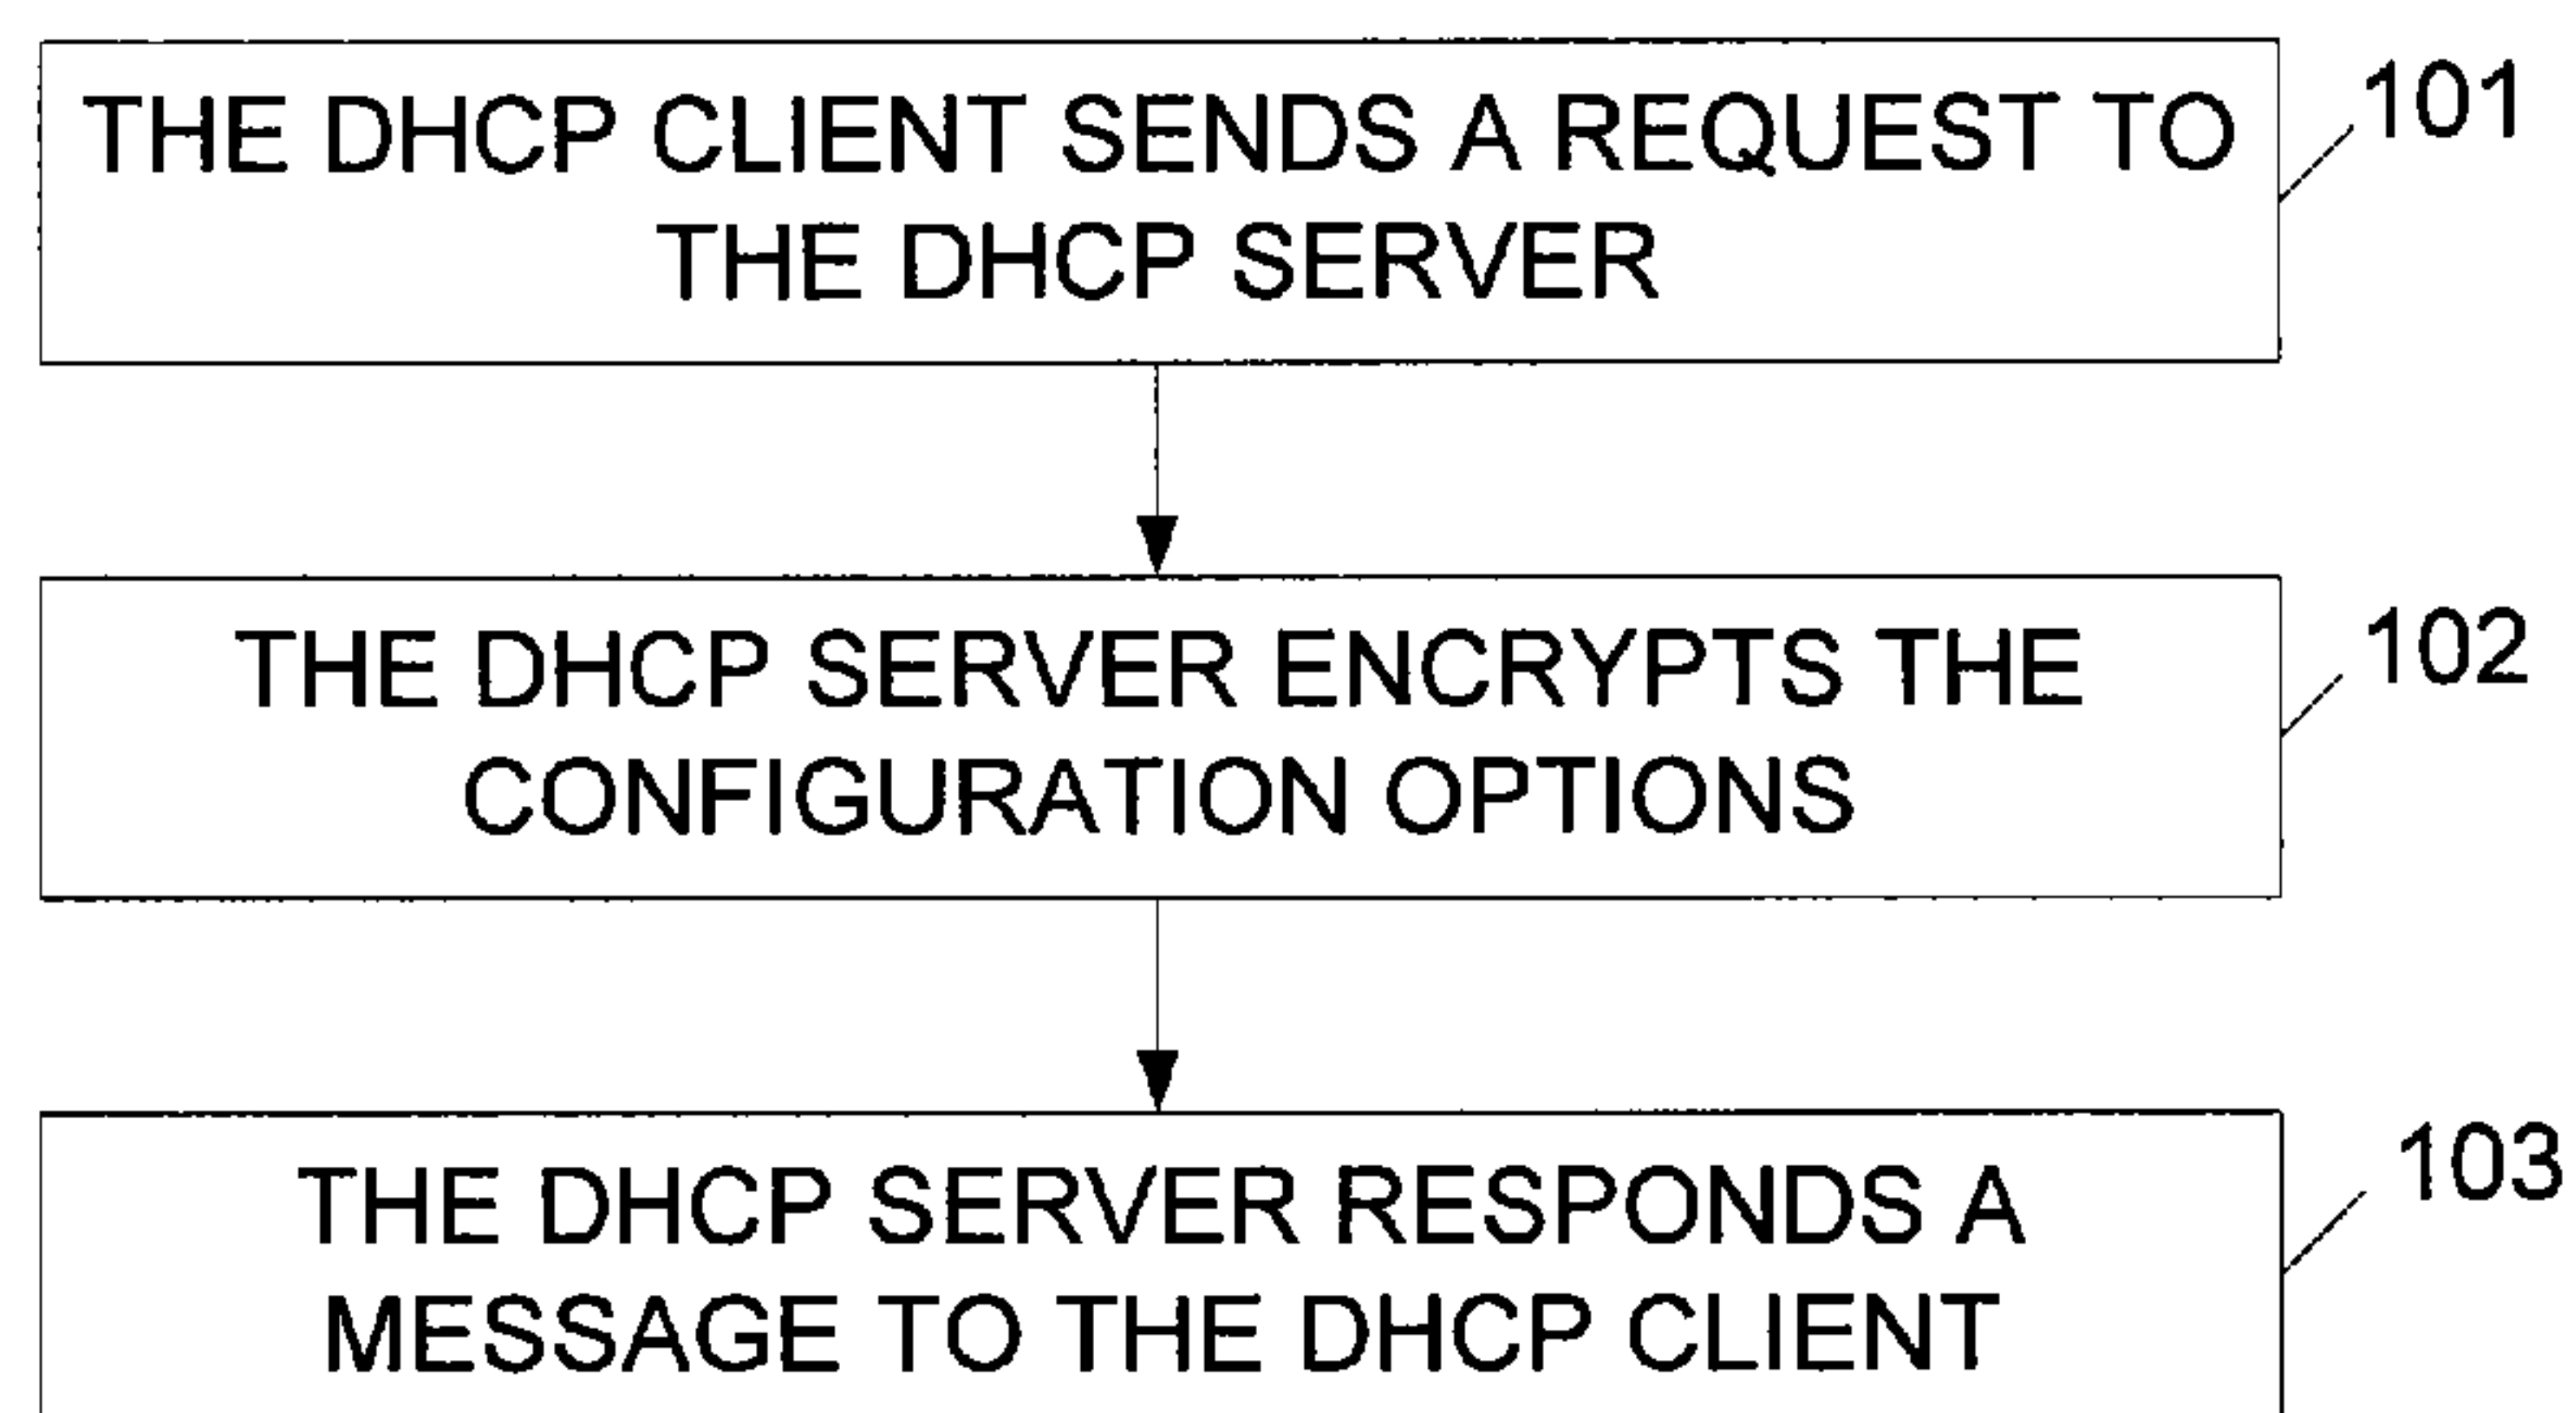 THE DHCP CLIENT SENDS A REQUEST TO
THE DHCP SERVER
101
THE DHCP SERVER ENCRYPTS THE
CONFIGURATION OPTIONS
102
THE DHCP SERVER RESPONDS A
MESSAGE TO THE DHCP CLIENT
103